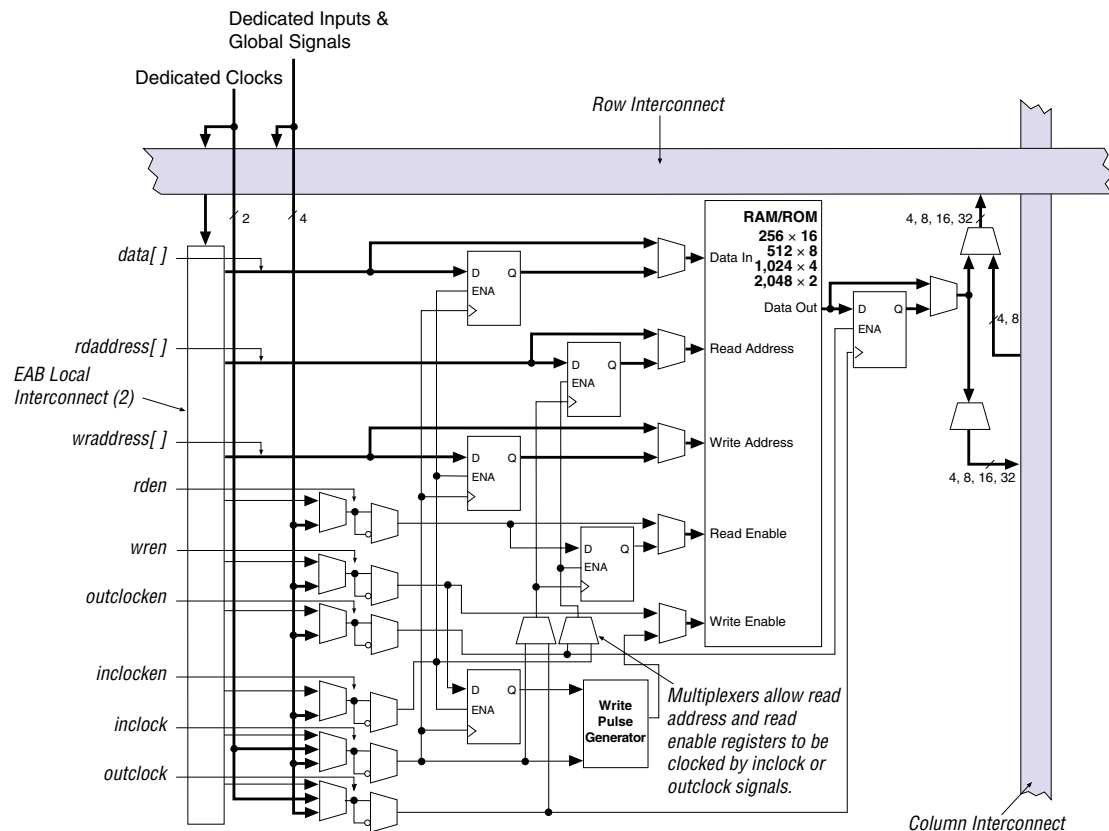 Dedicated Inputs &
Global Signals
Dedicated Clocks
Row Interconnect
2
4
4, 8, 16, 32
RAM/ROM
256 × 16
512 × 8
1,024 × 4
2,048 × 2
data[ ]
D
Q
ENA
Data In
Data Out
D
Q
ENA
4, 8
rdaddress[ ]
D
Q
ENA
Read Address
EAB Local
Interconnect (2)
wraddress[ ]
D
Q
ENA
Write Address
4, 8, 16, 32
rden
D
Q
ENA
Read Enable
wren
outclocken
Write Enable
inclocken
D
Q
ENA
Write
Pulse
Generator
Multiplexers allow read
address and read
enable registers to be
clocked by inclock or
outclock signals.
inclock
outclock
Column Interconnect